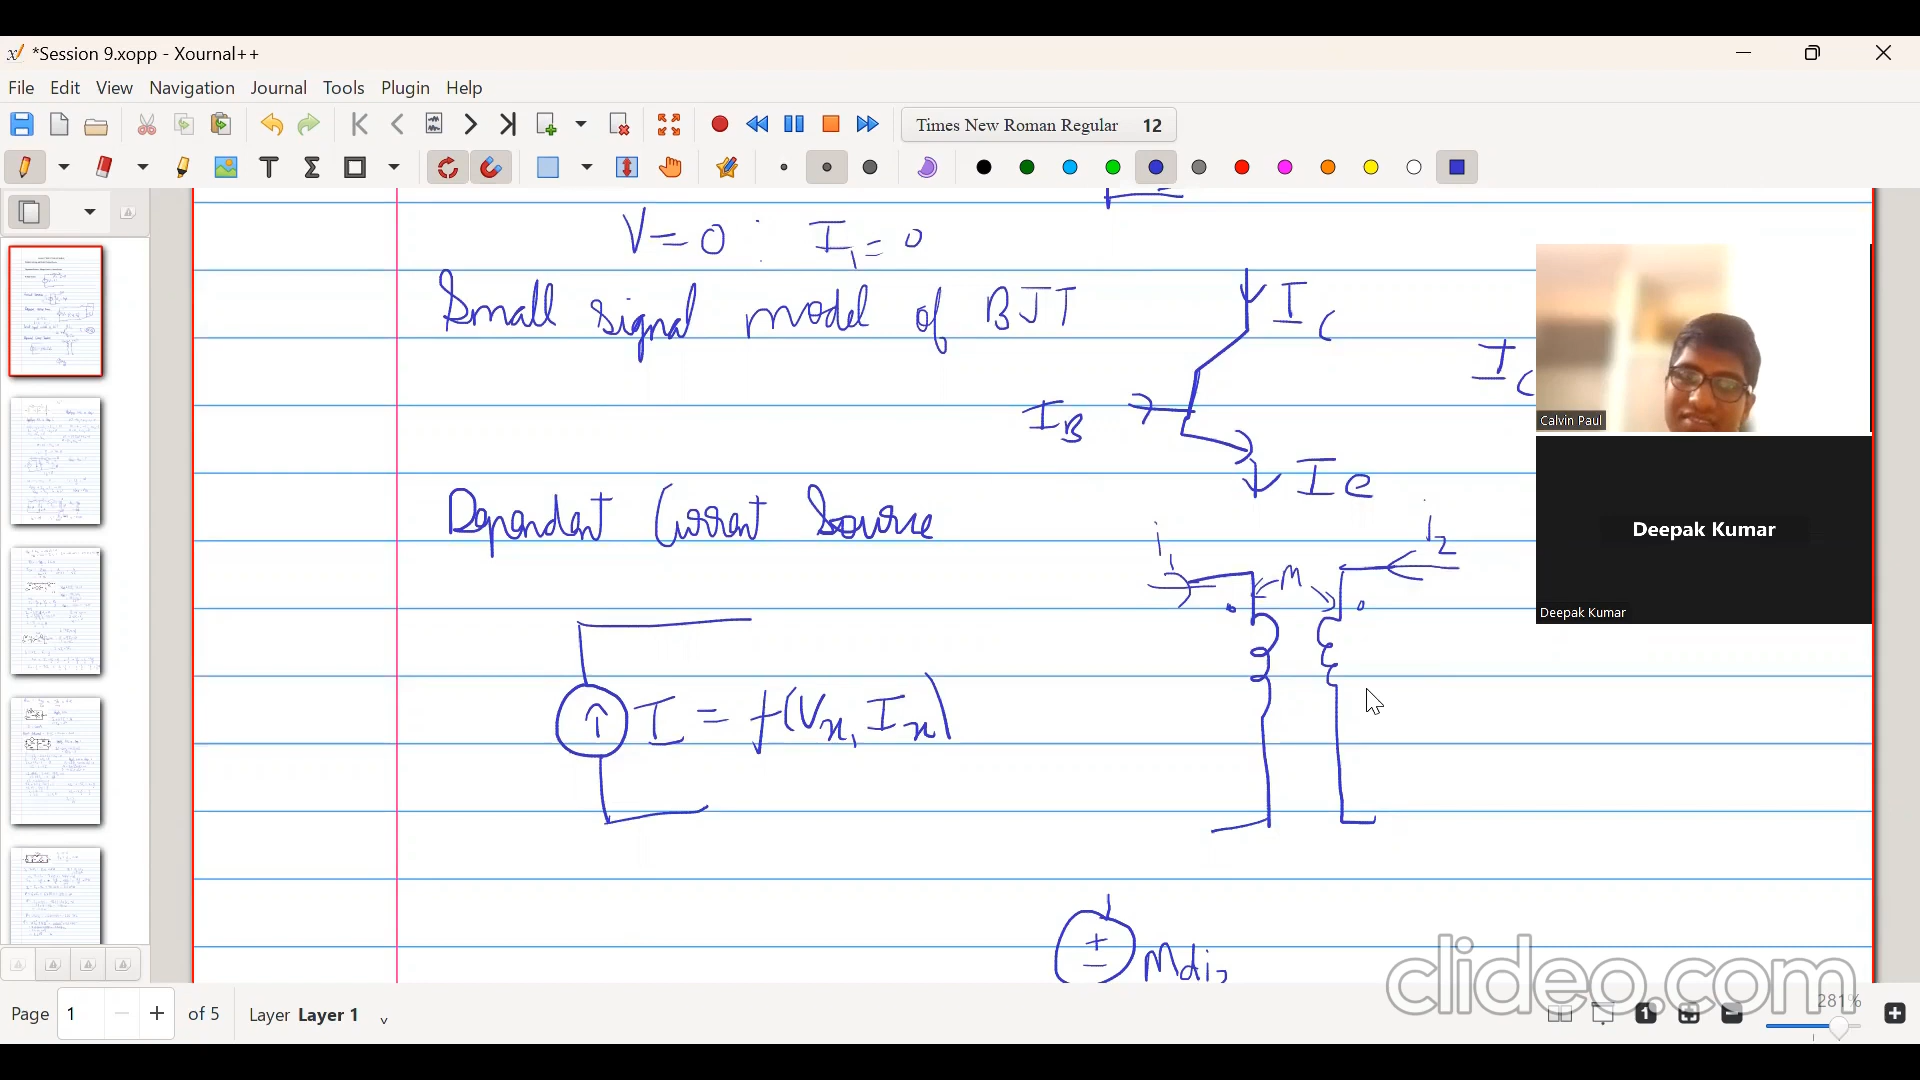 *Session 9.xopp - Xournal++
File Edit View Navigation Journal Tools Plugin Help
Times New Roman Regular 12
V = 0 : I1 = 0
Small signal model of BJT
IC
IC
IB
Ie
Calvin Paul
Dependent Current Source
Deepak Kumar
Deepak Kumar
i1
M
i2
I = f(Vx, Ix)
+
−
Mdi2
clideo.com
Page 1 of 5 Layer Layer 1
281%